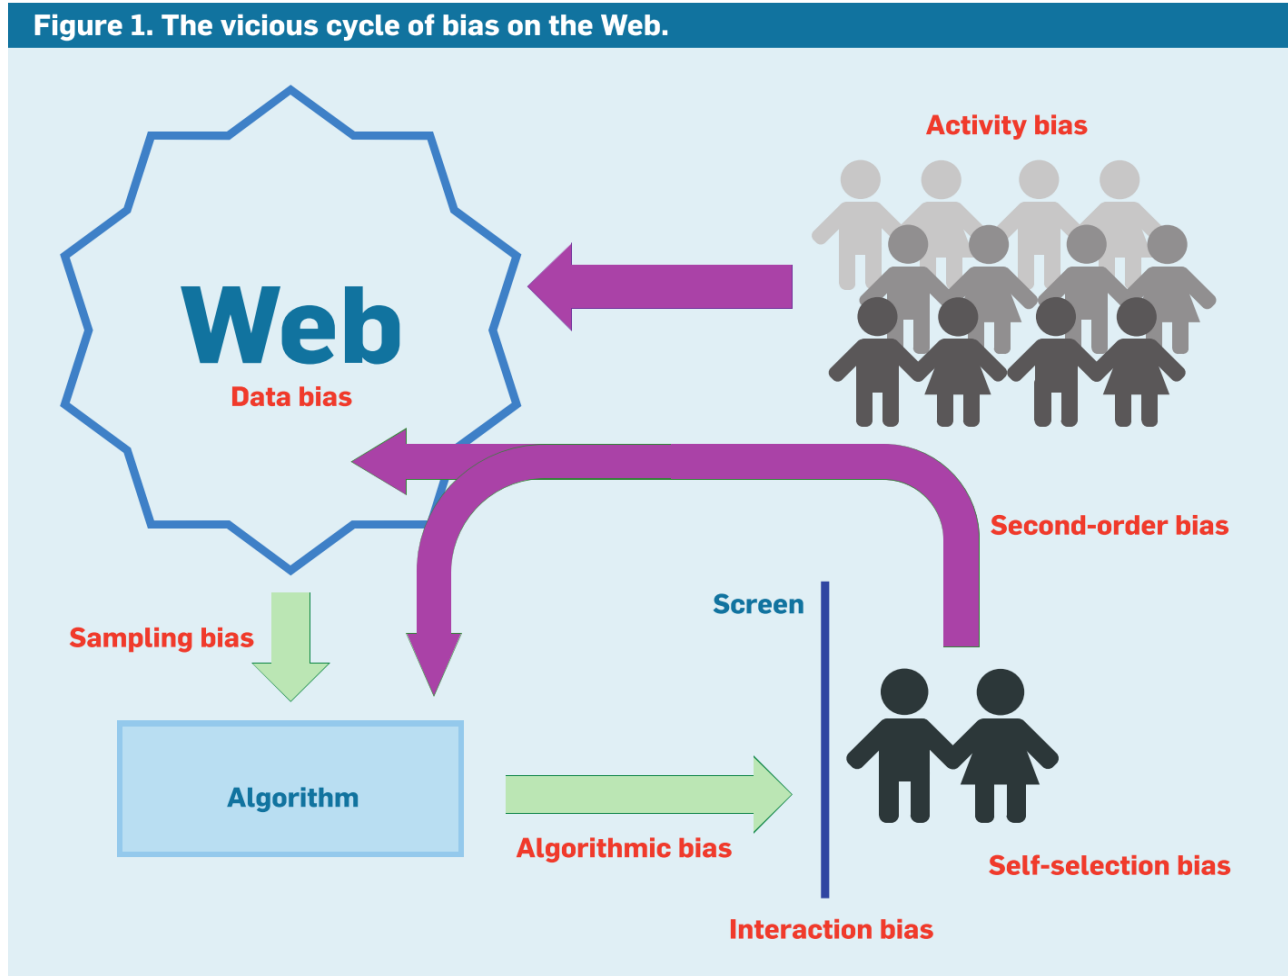 Figure 1. The vicious cycle of bias on the Web.
Activity bias
Web
Data bias
Second-order bias
Screen
Sampling bias
Algorithm
Algorithmic bias
Self-selection bias
Interaction bias